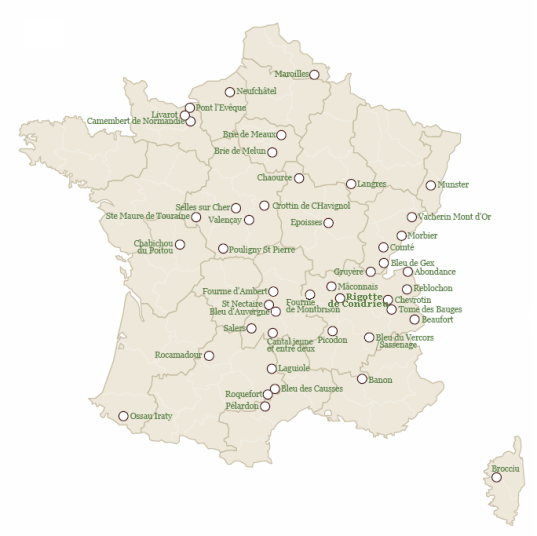 Maroilles
Neufchâtel
Pont l'Evêque
Livarot
Camembert de Normandie
Brie de Meaux
Brie de Melun
Chaource
Langres
Munster
Selles sur Cher
Crottin de CHavignol
Ste Maure de Touraine
Valençay
Epoisses
Vacherin Mont d'Or
Morbier
Chabichou
du Poitou
Pouligny St Pierre
Comté
Bleu de Gex
Gruyère
Abondance
Fourme d'Ambert
Mâconnais
Reblochon
Rigotte
de Condrieu
St Nectaire
Fourme
de Montbrison
Chevrotin
Bleu d'Auvergne
Tome des Bauges
Beaufort
Salers
Cantal jeune
et entre deux
Picodon
Bleu du Vercors
Sassenage
Rocamadour
Laguiole
Banon
Bleu des Causses
Roquefort
Pélardon
Ossau Iraty
Brocciu